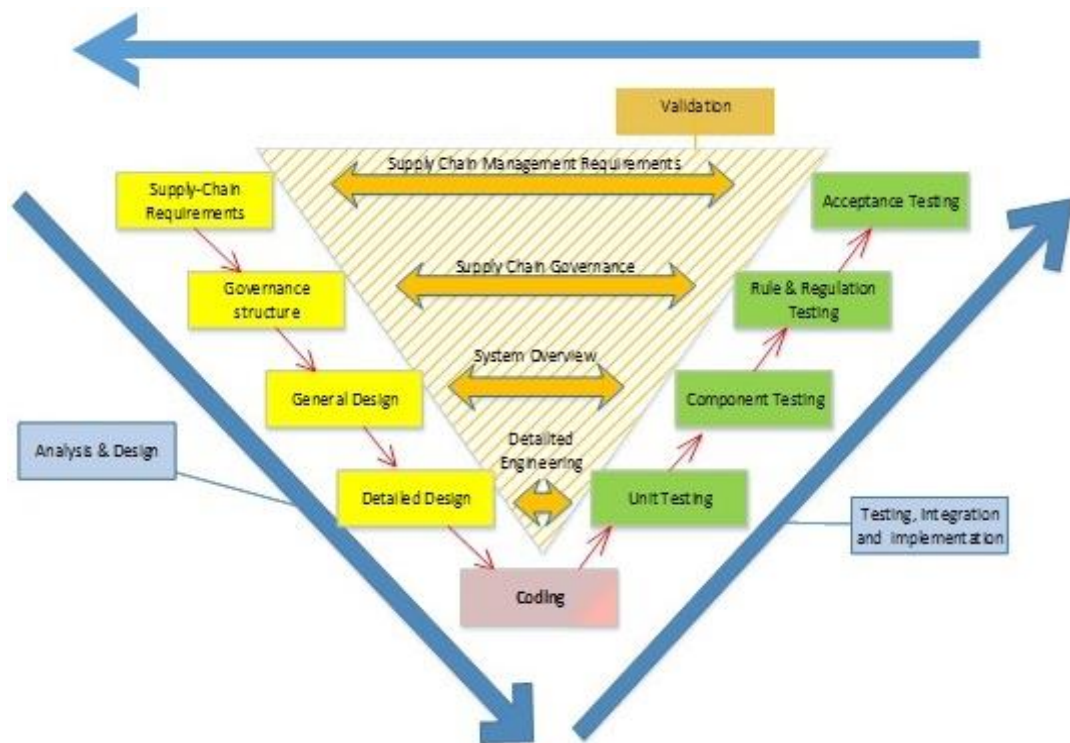 Validation
Supply Chain Management Requirements
Supply-Chain
Requirements
Acceptance Testing
Supply Chain Governance
Governance
structure
Rule & Regulation
Testing
System Overview
General Design
Component Testing
Analysis & Design
Detailted
Engineering
Detailed Design
Unit Testing
Testing, Integration
and Implementation
Coding